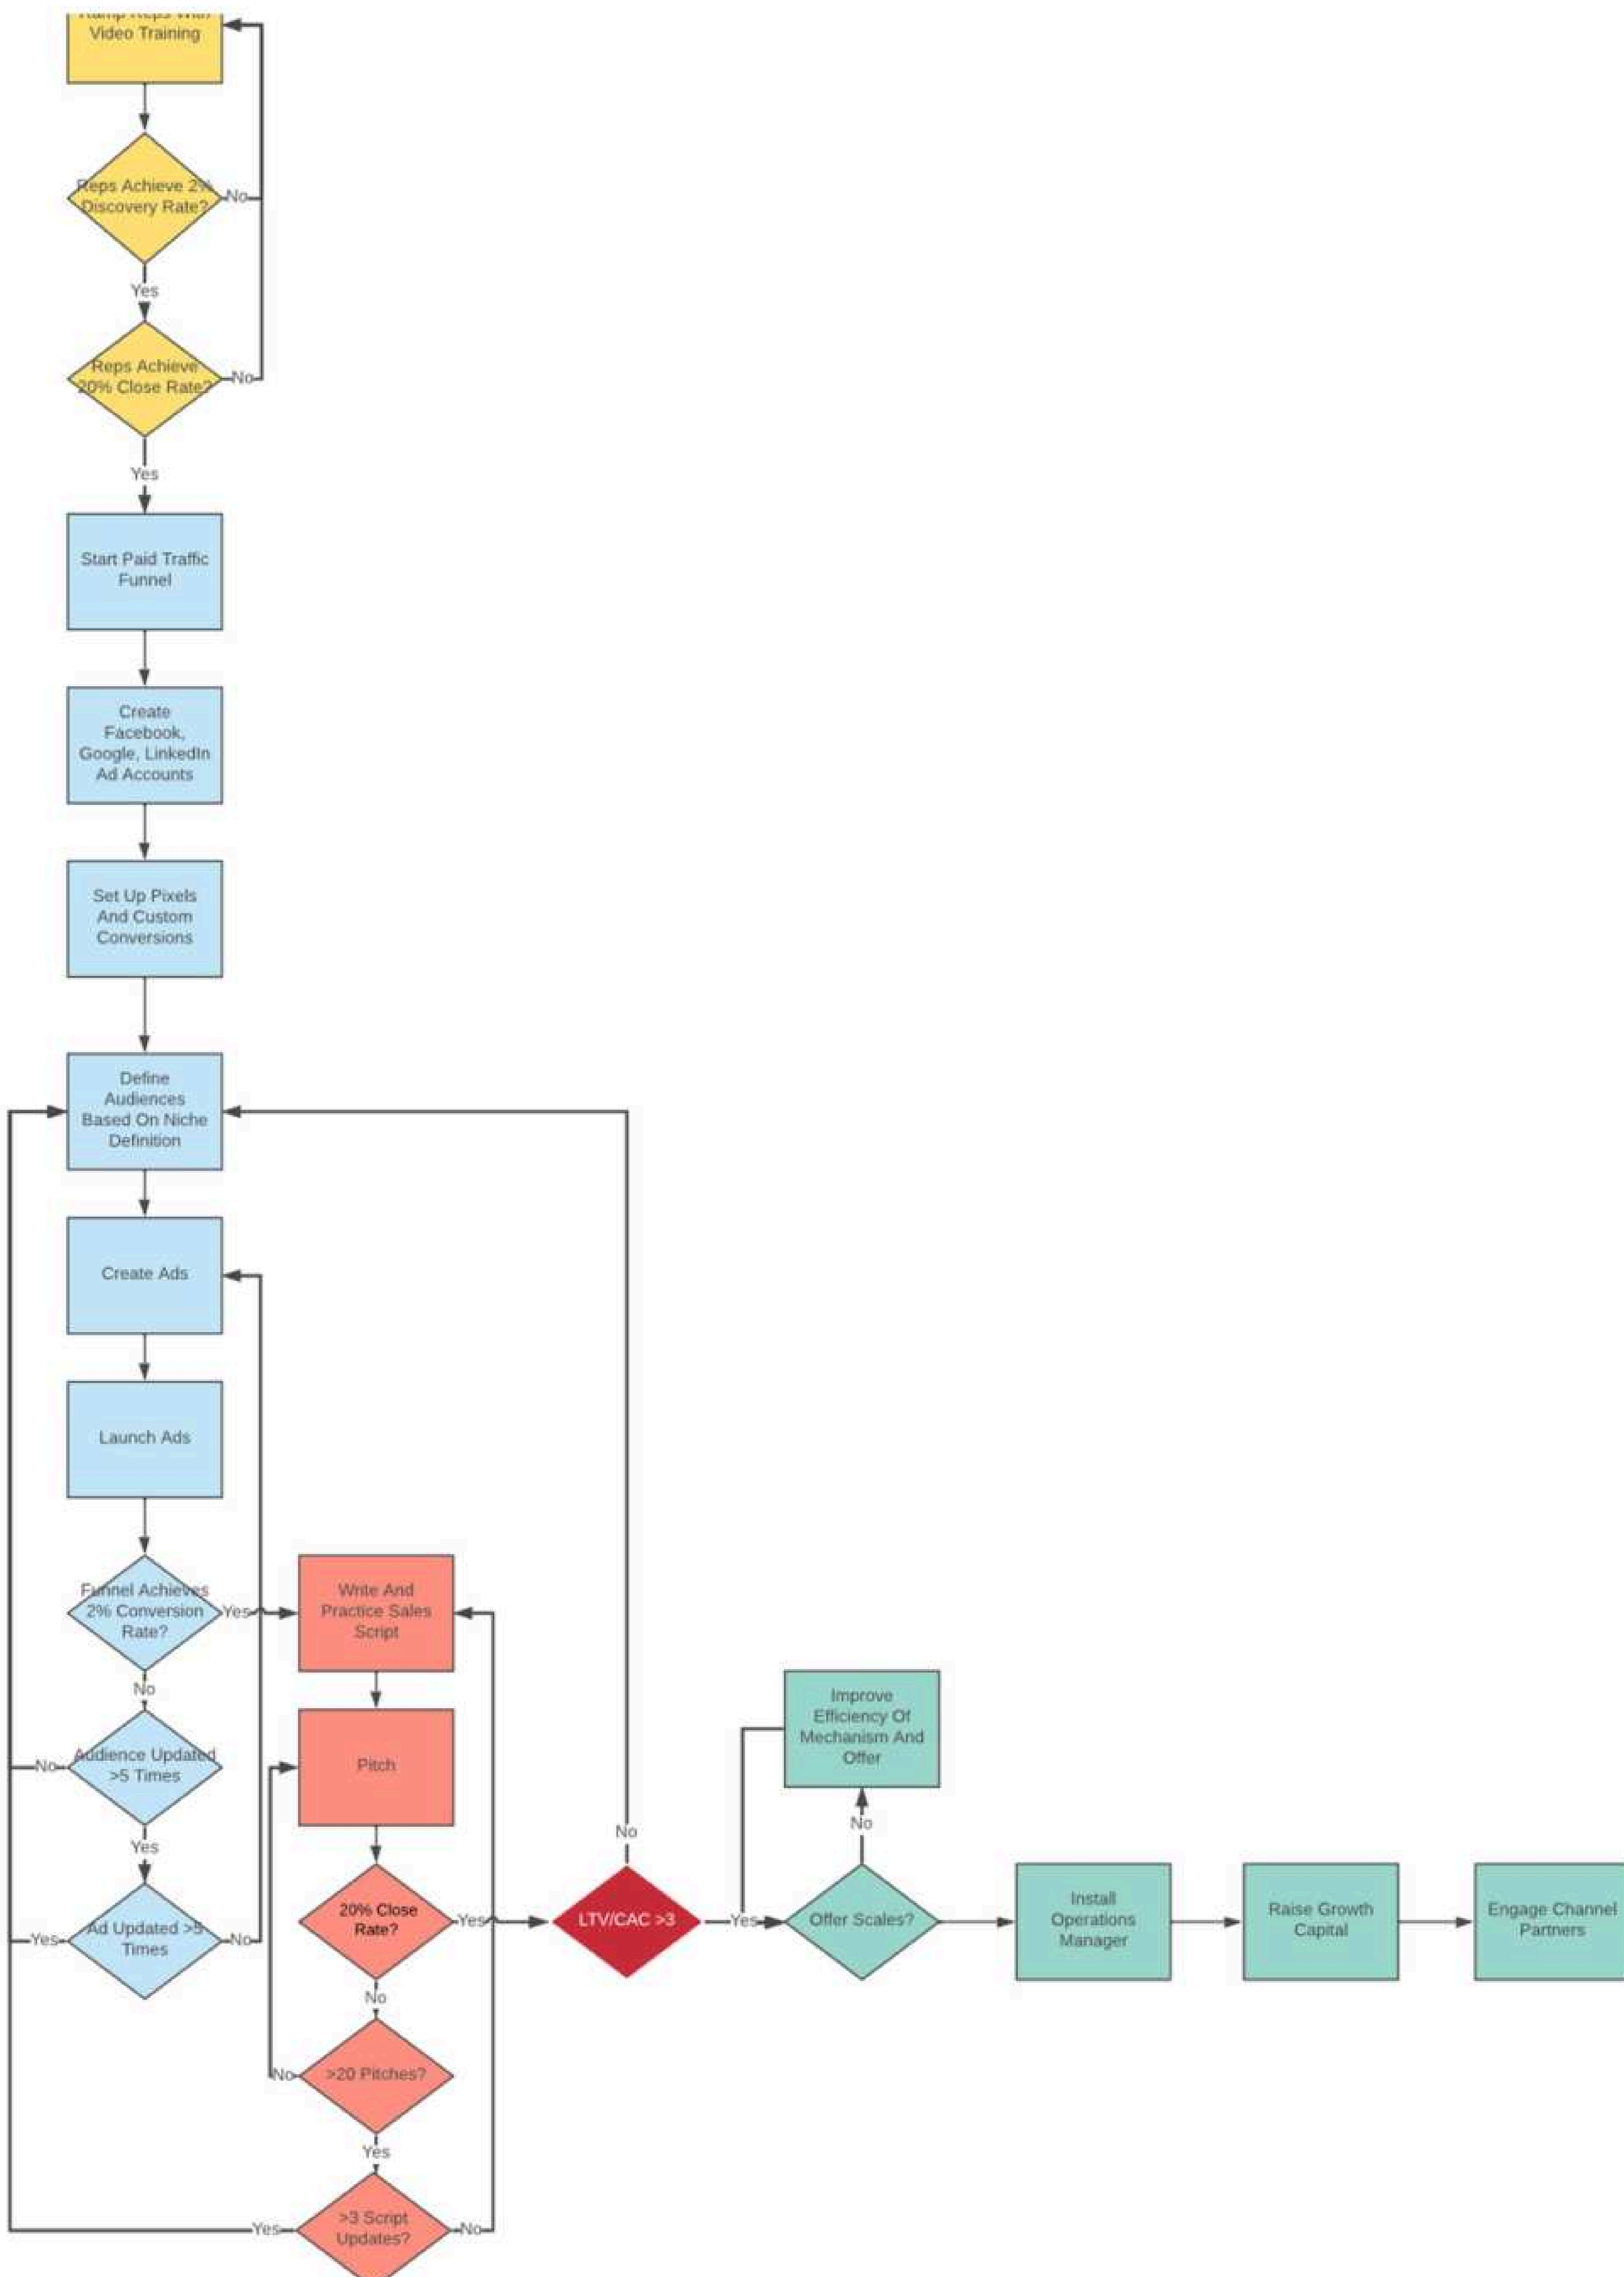 Ramp Reps With
Video Training
Reps Achieve 2%
Discovery Rate?
No
Yes
Reps Achieve
20% Close Rate?
No
Yes
Start Paid Traffic
Funnel
Create
Facebook,
Google, LinkedIn
Ad Accounts
Set Up Pixels
And Custom
Conversions
Define
Audiences
Based On Niche
Definition
Create Ads
Launch Ads
Funnel Achieves
2% Conversion
Rate?
Yes
No
Audience Updated
>5 Times
No
Yes
Ad Updated >5
Times
Yes
No
Write And
Practice Sales
Script
Pitch
20% Close
Rate?
Yes
No
>20 Pitches?
No
Yes
>3 Script
Updates?
Yes
No
LTV/CAC >3
No
Yes
Improve
Efficiency Of
Mechanism And
Offer
No
Offer Scales?
Install
Operations
Manager
Raise Growth
Capital
Engage Channel
Partners